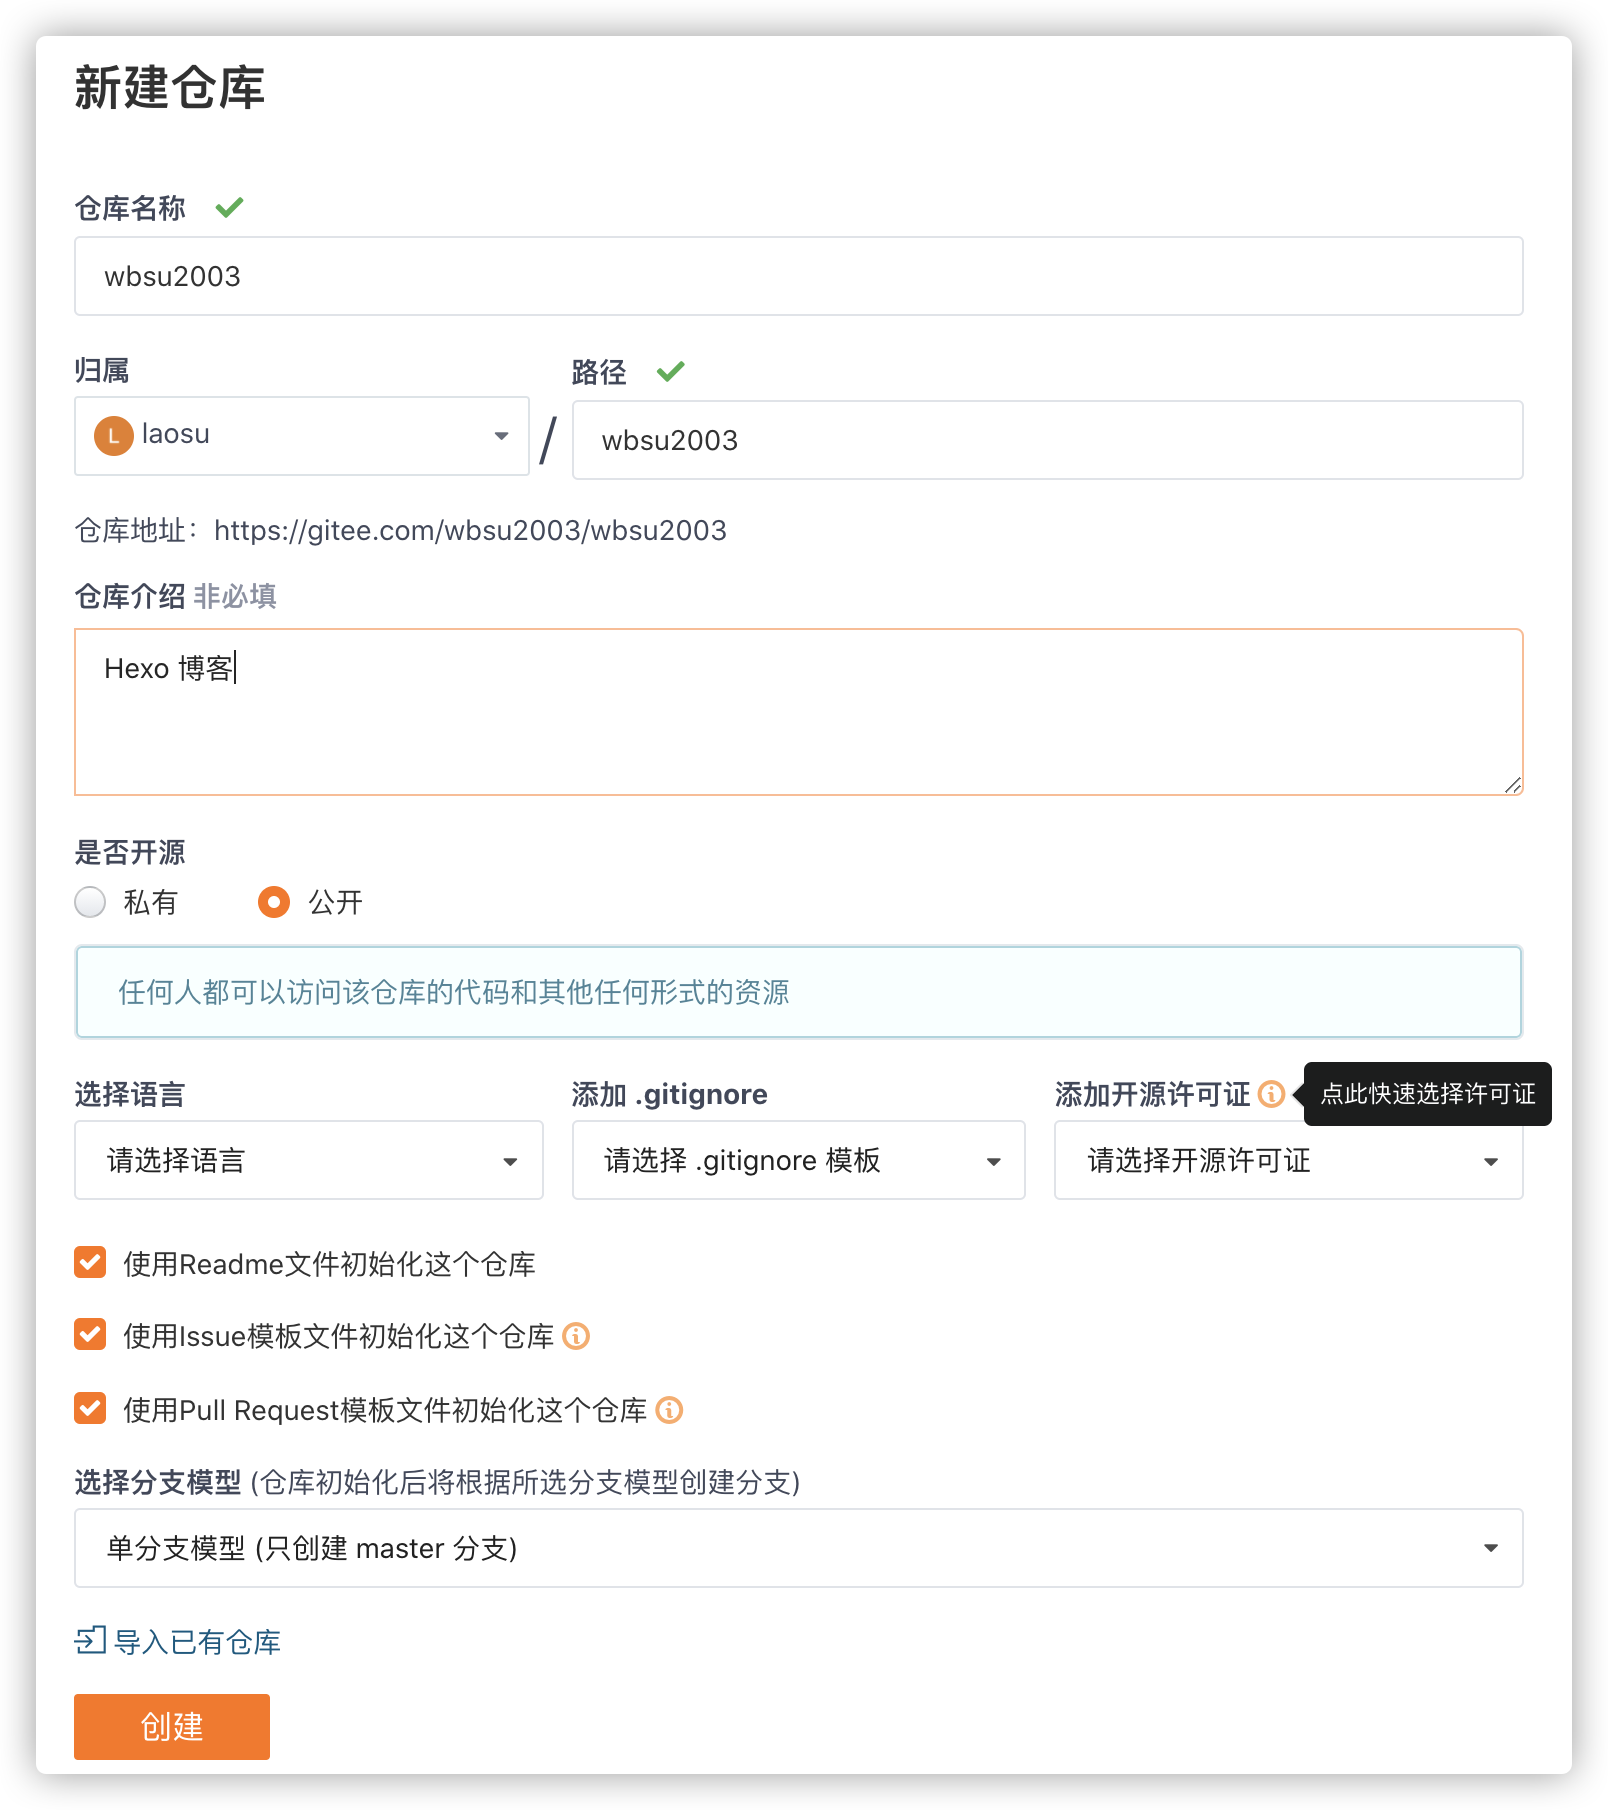 新建仓库
仓库名称
wbsu2003
归属
路径
L laosu
/
wbsu2003
仓库地址：https://gitee.com/wbsu2003/wbsu2003
仓库介绍 非必填
Hexo 博客
是否开源
私有
公开
任何人都可以访问该仓库的代码和其他任何形式的资源
选择语言
添加 .gitignore
添加开源许可证
点此快速选择许可证
请选择语言
请选择 .gitignore 模板
请选择开源许可证
使用Readme文件初始化这个仓库
使用Issue模板文件初始化这个仓库
使用Pull Request模板文件初始化这个仓库
选择分支模型 (仓库初始化后将根据所选分支模型创建分支)
单分支模型 (只创建 master 分支)
导入已有仓库
创建